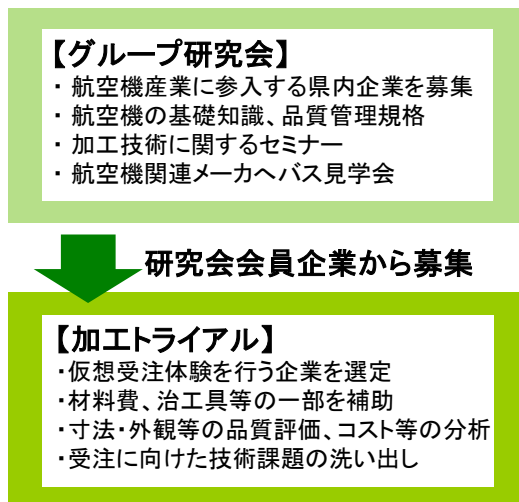 【グループ研究会】
・ 航空機産業に参入する県内企業を募集
・ 航空機の基礎知識、品質管理規格
・ 加工技術に関するセミナー
・ 航空機関連メーカへバス見学会
研究会会員企業から募集
【加工トライアル】
・仮想受注体験を行う企業を選定
・材料費、治工具等の一部を補助
・寸法・外観等の品質評価、コスト等の分析
・受注に向けた技術課題の洗い出し